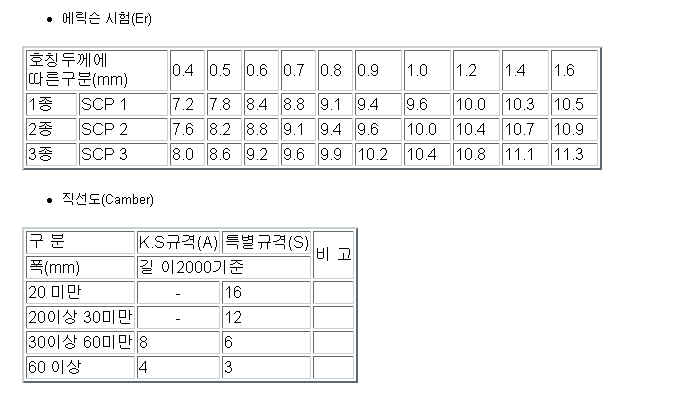 에릭슨 시험(Er)
호칭두께에
따른구분(mm) 0.4 0.5 0.6 0.7 0.8 0.9 1.0 1.2 1.4 1.6
1종 SCP 1 7.2 7.8 8.4 8.8 9.1 9.4 9.6 10.0 10.3 10.5
2종 SCP 2 7.6 8.2 8.8 9.1 9.4 9.6 10.0 10.4 10.7 10.9
3종 SCP 3 8.0 8.6 9.2 9.6 9.9 10.2 10.4 10.8 11.1 11.3
직선도(Camber)
구 분 K.S규격(A) 특별규격(S) 비 고
폭(mm) 길 이2000기준
20 미만 - 16
20이상 30미만 - 12
30이상 60미만 8 6
60 이상 4 3